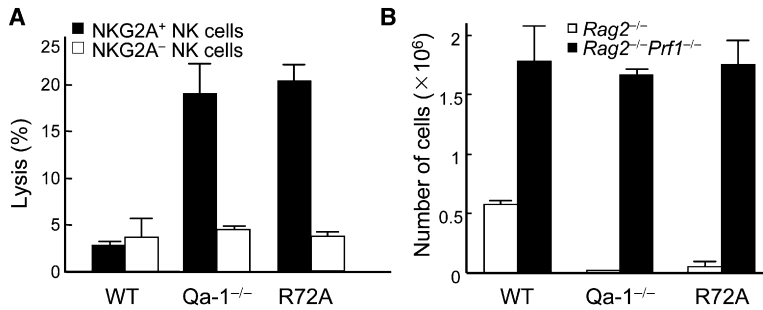 A
NKG2A⁺ NK cells
NKG2A⁻ NK cells
Lysis (%)
25
20
15
10
5
0
WT
Qa-1⁻/⁻
R72A
B
Rag2⁻/⁻
Rag2⁻/⁻Prf1⁻/⁻
Number of cells (×10⁶)
2
1.5
1
0.5
0
WT
Qa-1⁻/⁻
R72A